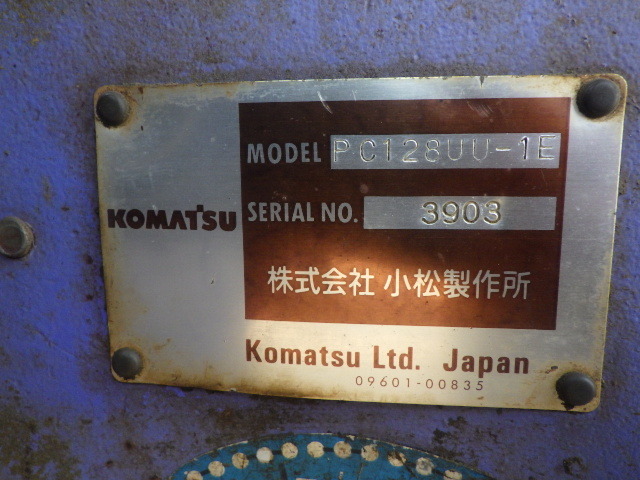 KOMATSU
MODEL PC128UU-1E
SERIAL NO. 3903
株式会社 小松製作所
Komatsu Ltd. Japan
09601-00835